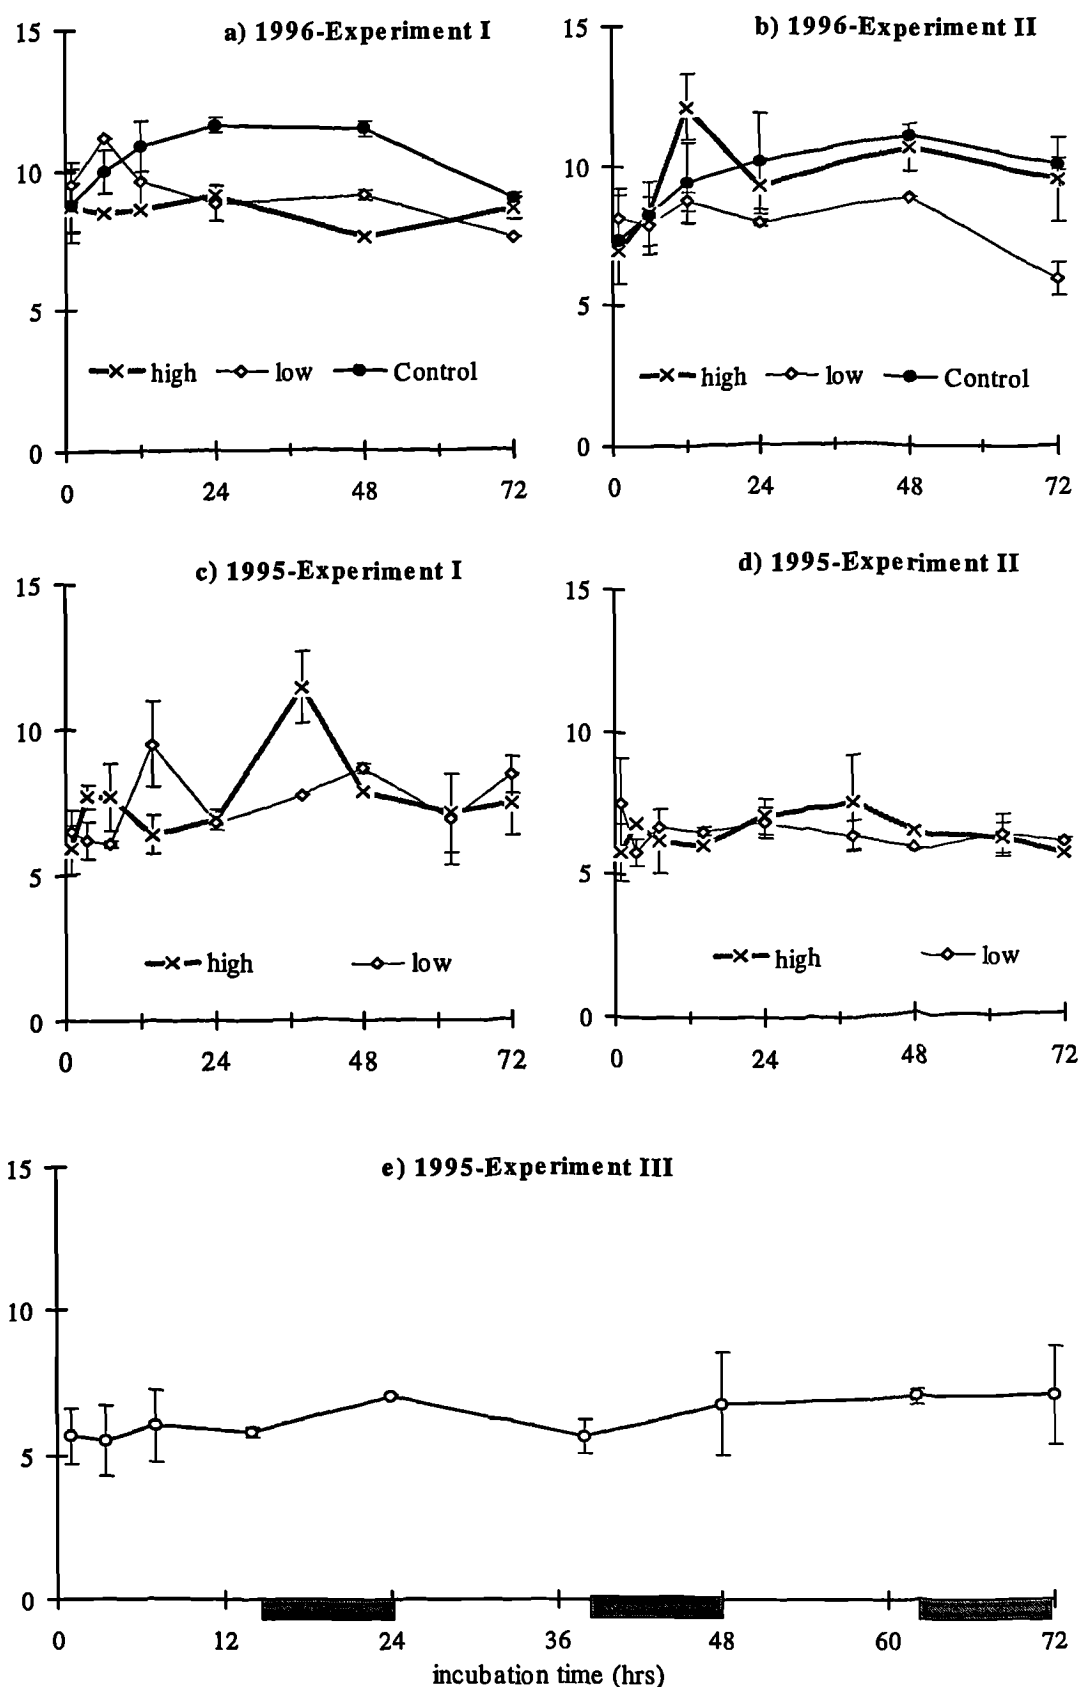 a) 1996-Experiment I
15
10
5
0
high low Control
0 24 48 72
b) 1996-Experiment II
15
10
5
0
high low Control
0 24 48 72
c) 1995-Experiment I
15
10
5
0
high low
0 24 48 72
d) 1995-Experiment II
15
10
5
0
high low
0 24 48 72
e) 1995-Experiment III
15
10
5
0
0 12 24 36 48 60 72
incubation time (hrs)